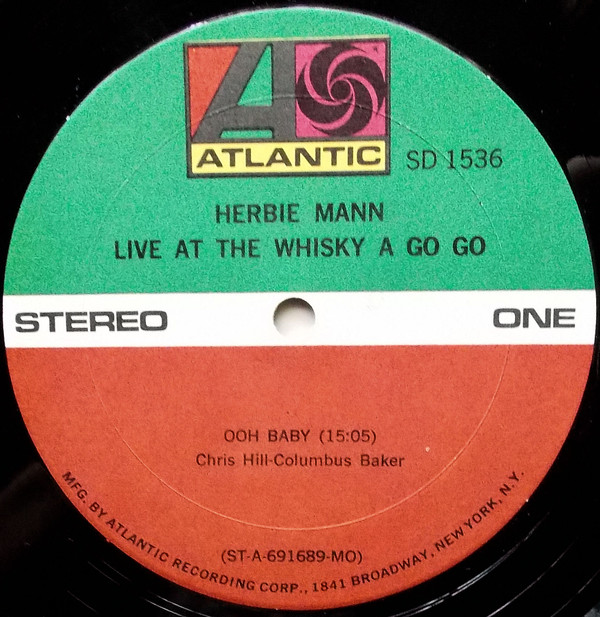 ATLANTIC
SD 1536
HERBIE MANN
LIVE AT THE WHISKY A GO GO
STEREO
ONE
OOH BABY (15:05)
Chris Hill-Columbus Baker
(ST-A-691689-MO)
MFG. BY ATLANTIC RECORDING CORP., 1841 BROADWAY, NEW YORK, N.Y.